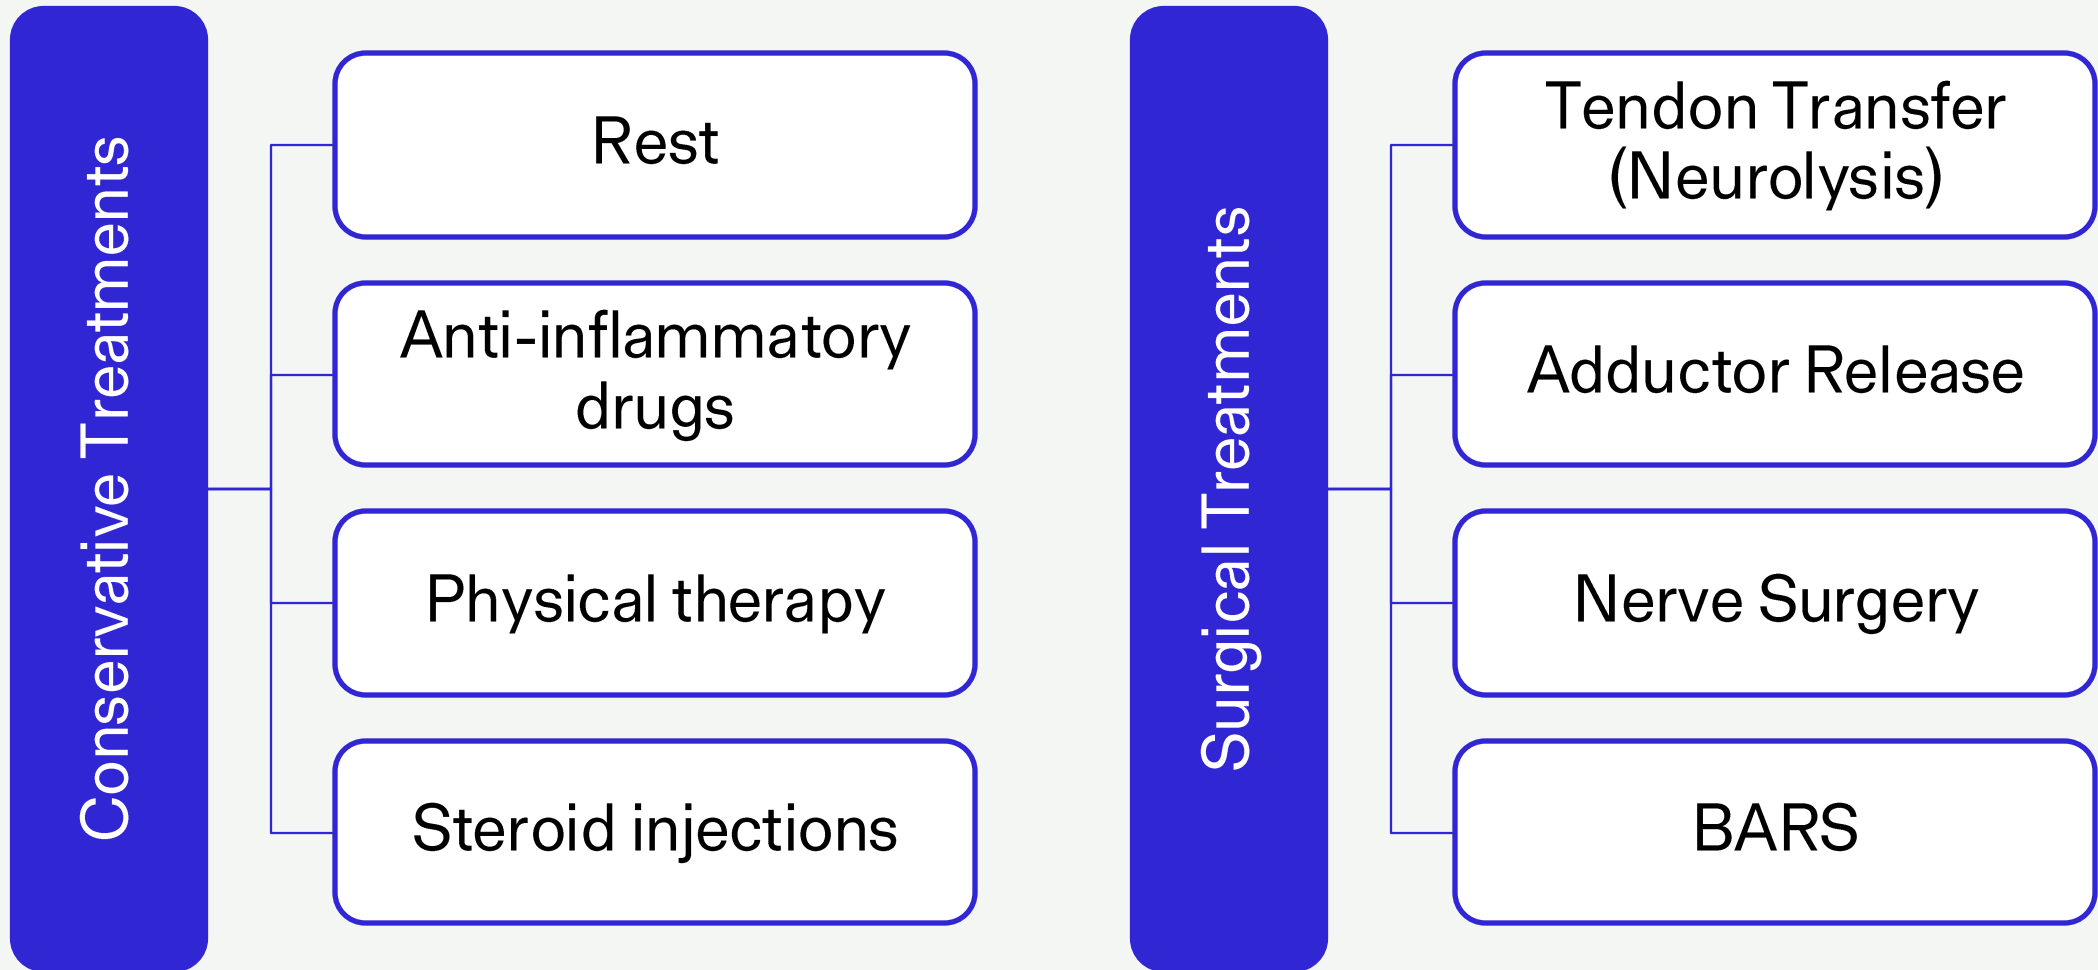 Conservative Treatments
Rest
Anti-inflammatory
drugs
Physical therapy
Steroid injections
Surgical Treatments
Tendon Transfer
(Neurolysis)
Adductor Release
Nerve Surgery
BARS